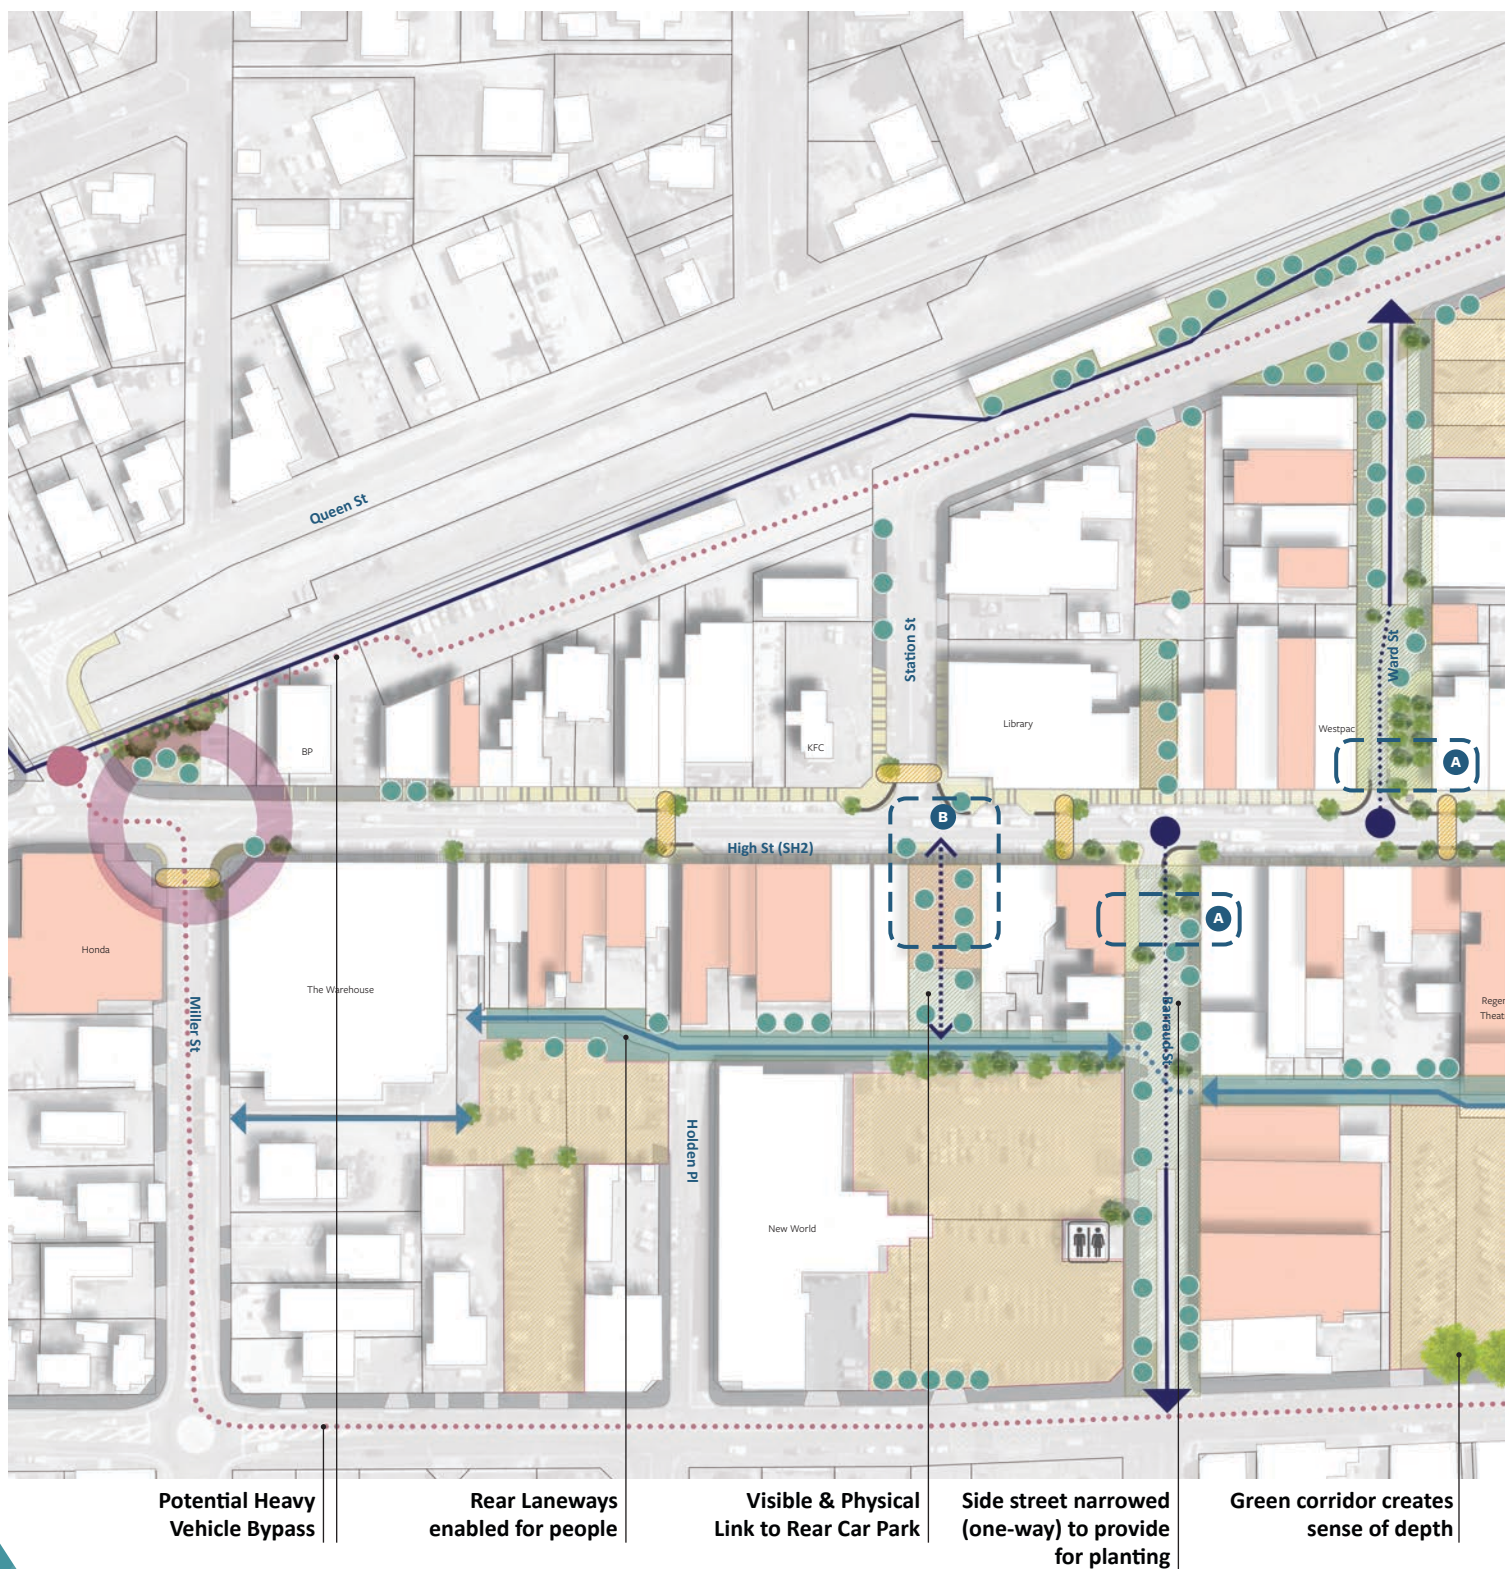 Queen St
Station St
Ward St
Library
Westpac
BP
KFC
A
B
High St (SH2)
A
Honda
The Warehouse
Miller St
Barraud St
Holden Pl
New World
Potential Heavy
Vehicle Bypass
Rear Laneways
enabled for people
Visible & Physical
Link to Rear Car Park
Side street narrowed
(one-way) to provide
for planting
Green corridor creates
sense of depth